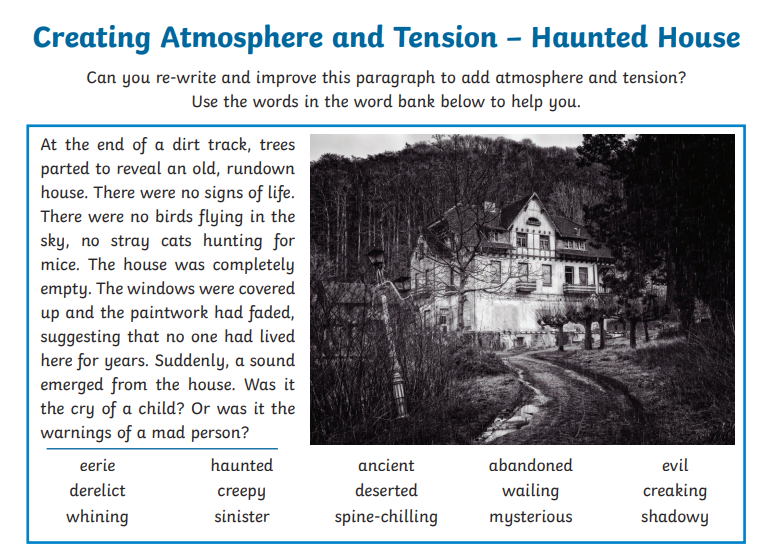 Creating Atmosphere and Tension – Haunted House
Can you re-write and improve this paragraph to add atmosphere and tension?
Use the words in the word bank below to help you.
At the end of a dirt track, trees
parted to reveal an old, rundown
house. There were no signs of life.
There were no birds flying in the
sky, no stray cats hunting for
mice. The house was completely
empty. The windows were covered
up and the paintwork had faded,
suggesting that no one had lived
here for years. Suddenly, a sound
emerged from the house. Was it
the cry of a child? Or was it the
warnings of a mad person?
eerie haunted ancient abandoned evil
derelict creepy deserted wailing creaking
whining sinister spine-chilling mysterious shadowy